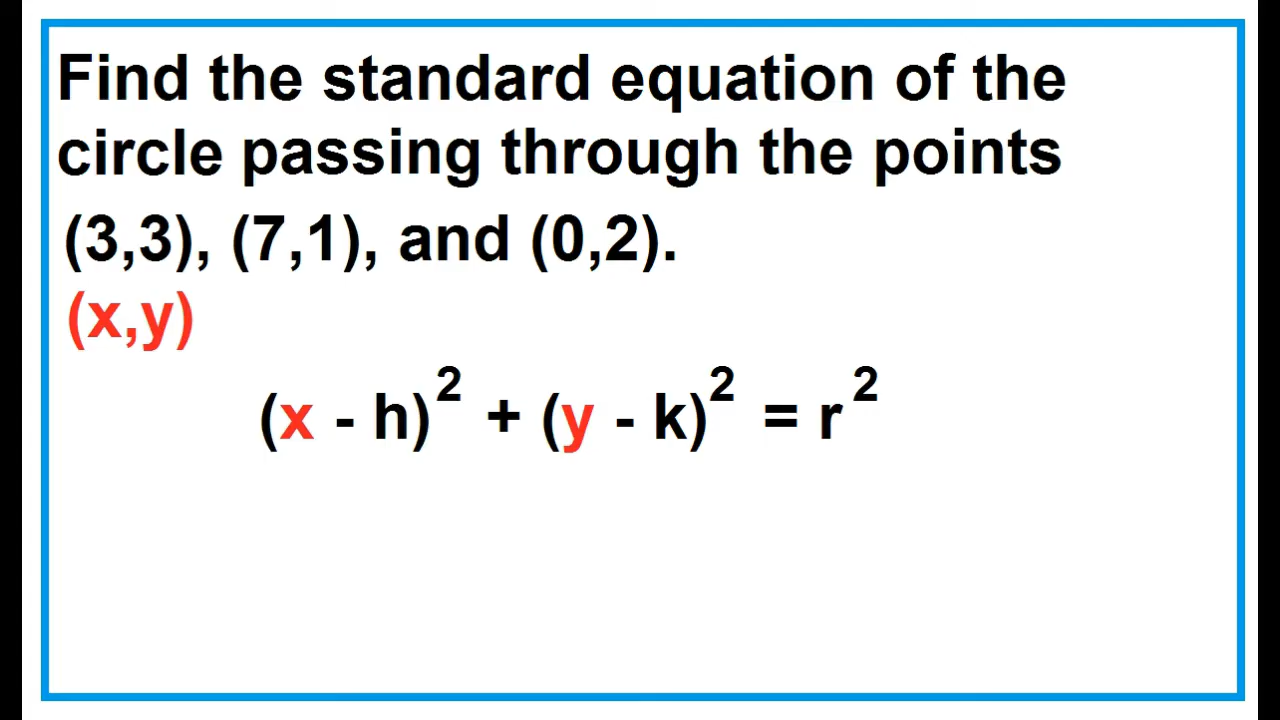 Find the standard equation of the
circle passing through the points
(3,3), (7,1), and (0,2).
(x,y)
(x - h)² + (y - k)² = r²